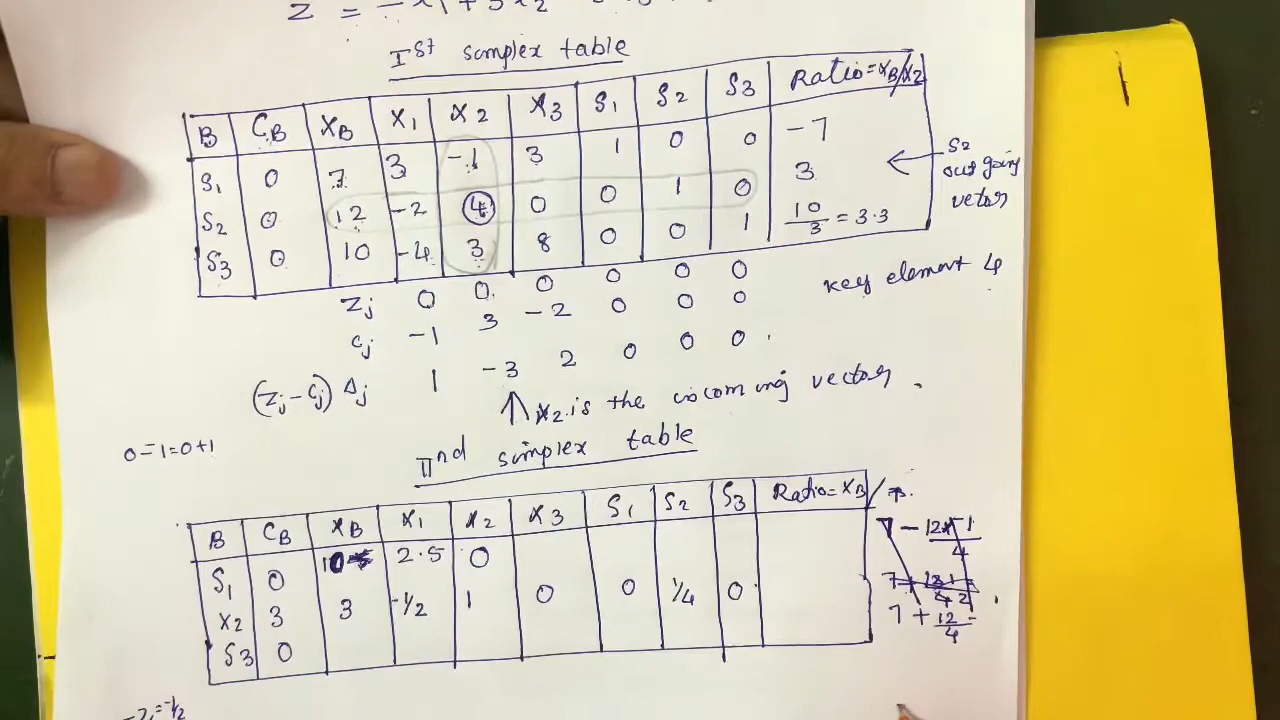 I st simplex table
B CB XB X1 X2 X3 S1 S2 S3 Ratio = XB/X2
S1 0 7 3 -1 3 1 0 0 -7
S2 0 12 -2 4 0 0 1 0 3
S3 0 10 -4 3 8 0 0 1 10/3 = 3.3
← S2 out going vector
Zj 0 0 0 0 0 0
key element 4
Cj -1 3 -2 0 0 0
(Zj - Cj) Δj 1 -3 2 0 0 0
↑ X2 is the incoming vector.
0 - 1 = 0 + 1
II nd simplex table
B CB XB X1 X2 X3 S1 S2 S3 Ratio = XB/
S1 0 10 2.5 0
X2 3 3 -1/2 1 0 0 1/4 0
S3 0
7 + 12/4